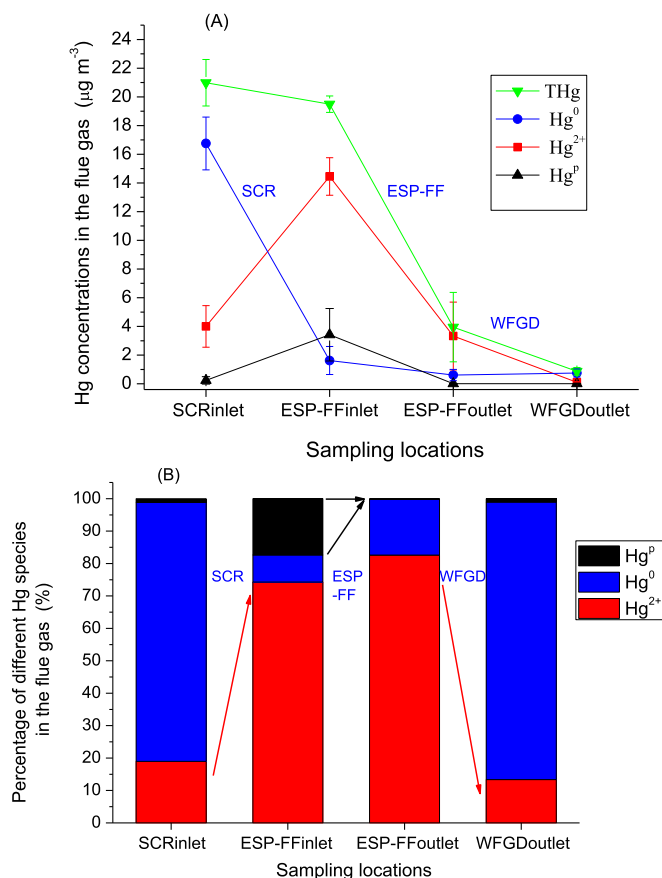 (A)
Hg concentrations in the flue gas (μg m⁻³)
24
22
20
18
16
14
12
10
8
6
4
2
0
THg
Hg⁰
Hg²⁺
Hgᵖ
SCR
ESP-FF
WFGD
SCRinlet ESP-FFinlet ESP-FFoutlet WFGDoutlet
Sampling locations
(B)
Percentage of different Hg species
in the flue gas (%)
100
90
80
70
60
50
40
30
20
10
0
SCR
ESP
-FF
WFGD
Hgᵖ
Hg⁰
Hg²⁺
SCRinlet ESP-FFinlet ESP-FFoutlet WFGDoutlet
Sampling locations